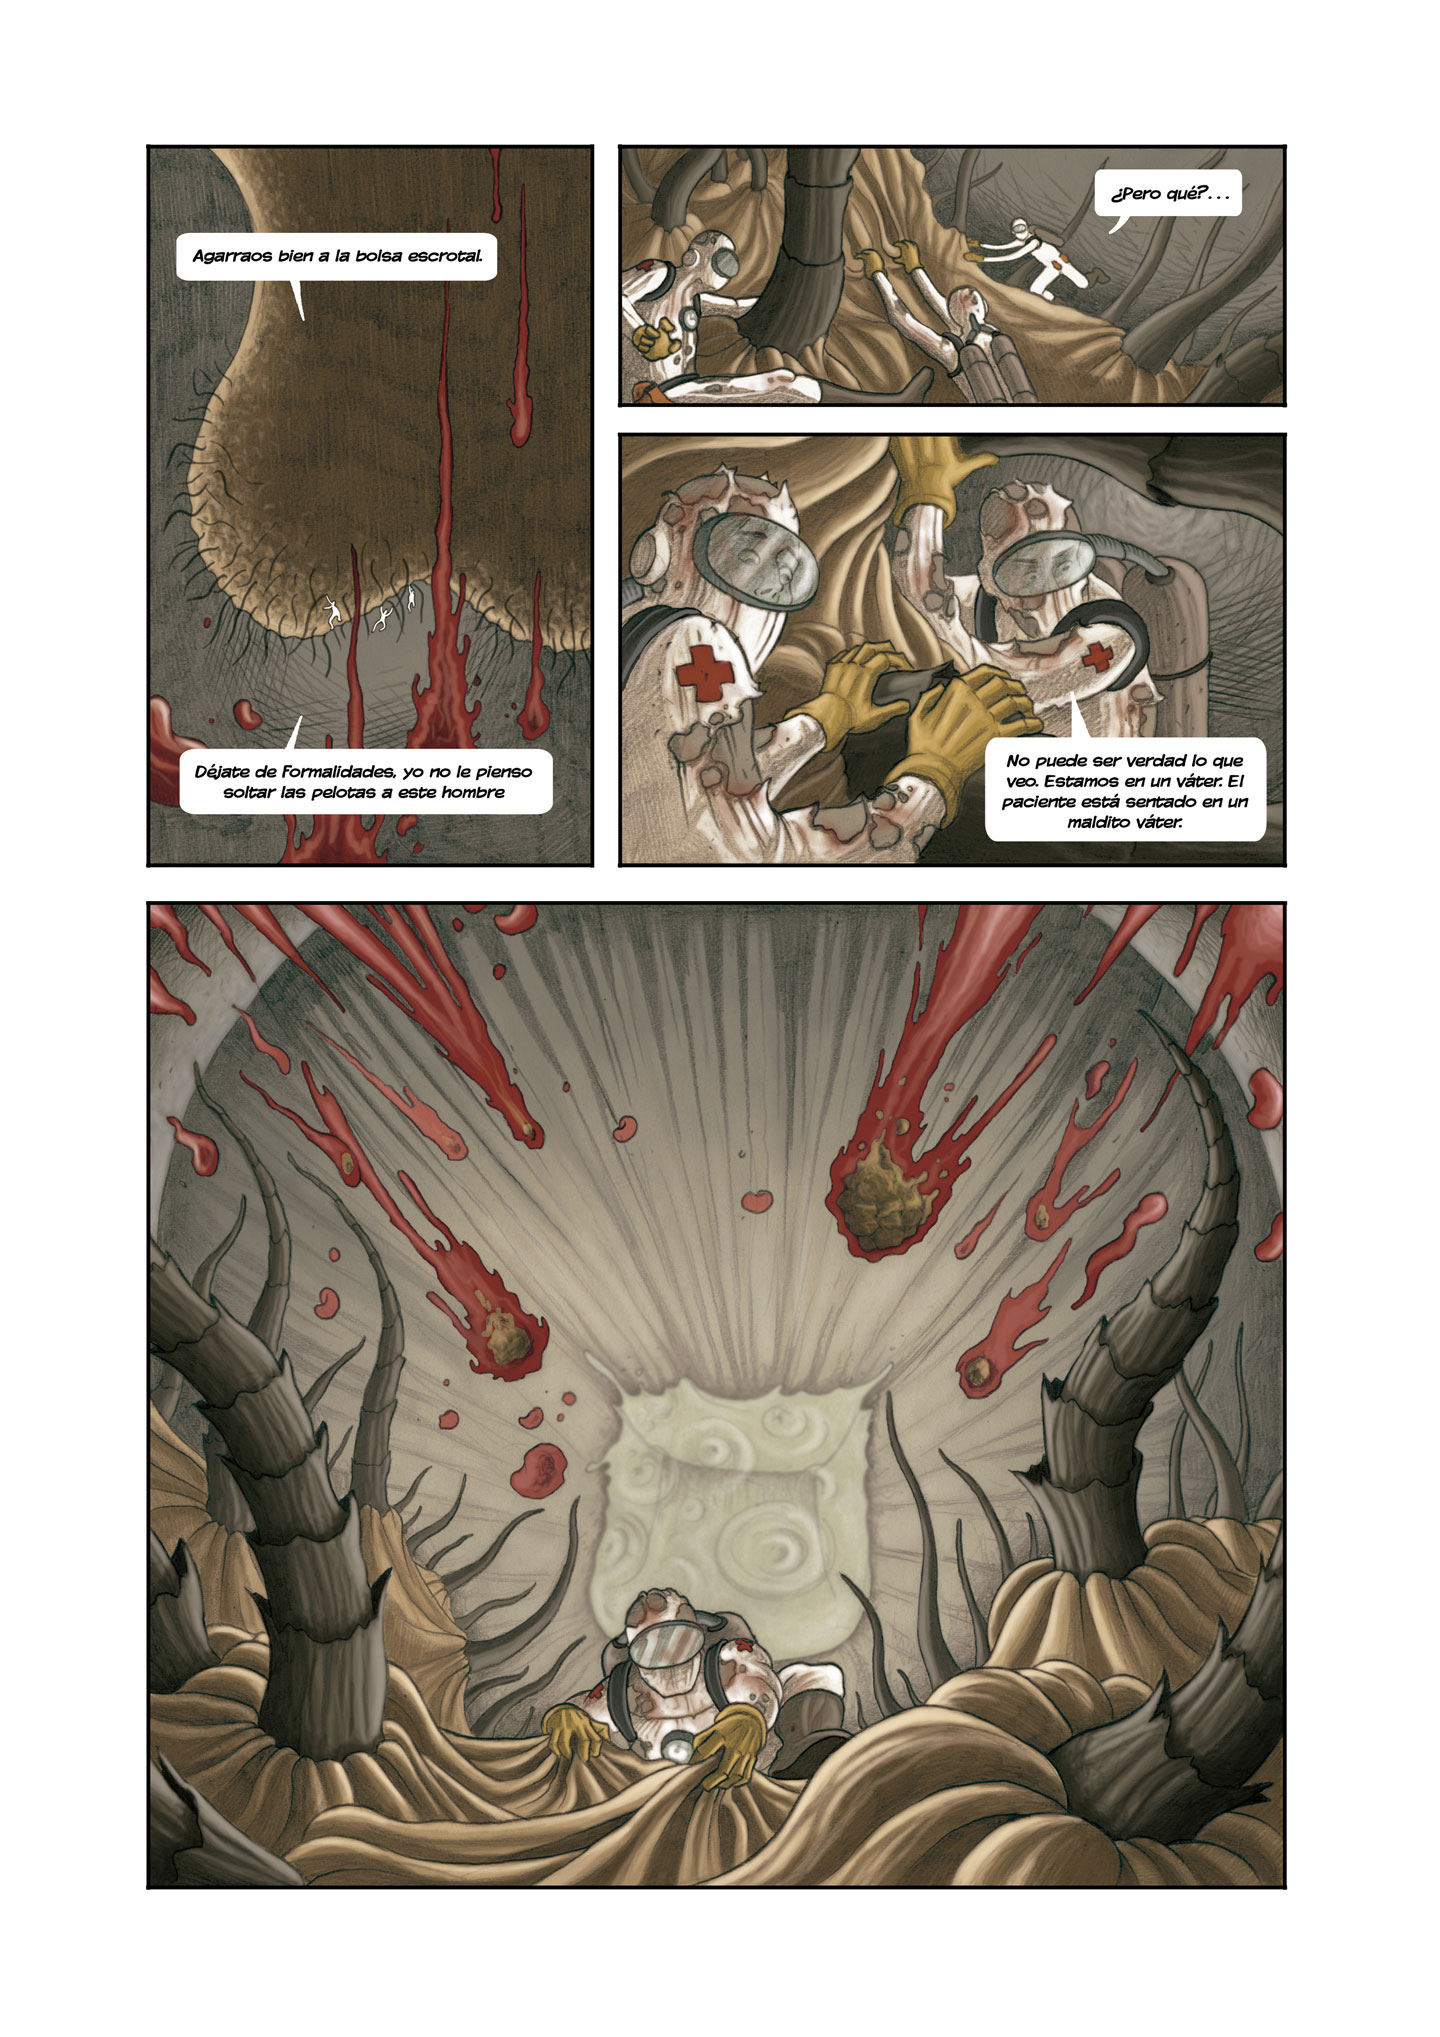 Agarraos bien a la bolsa escrotal.
Déjate de Formalidades, yo no le pienso
soltar las pelotas a este hombre
¿Pero qué?...
No puede ser verdad lo que
veo. Estamos en un váter. El
paciente está sentado en un
maldito váter.